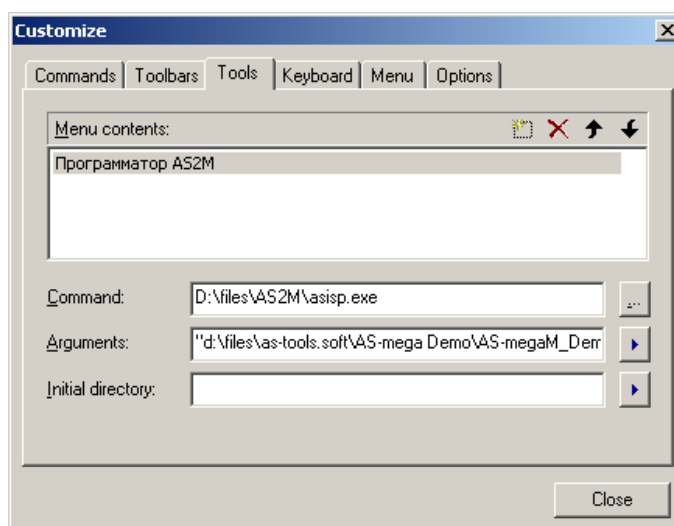 Customize
Commands Toolbars Tools Keyboard Menu Options
Menu contents:
Программатор AS2M
Command: D:\files\AS2M\asisp.exe ...
Arguments: "d:\files\as-tools.soft\AS-mega Demo\AS-megaM_Dem
Initial directory:
Close